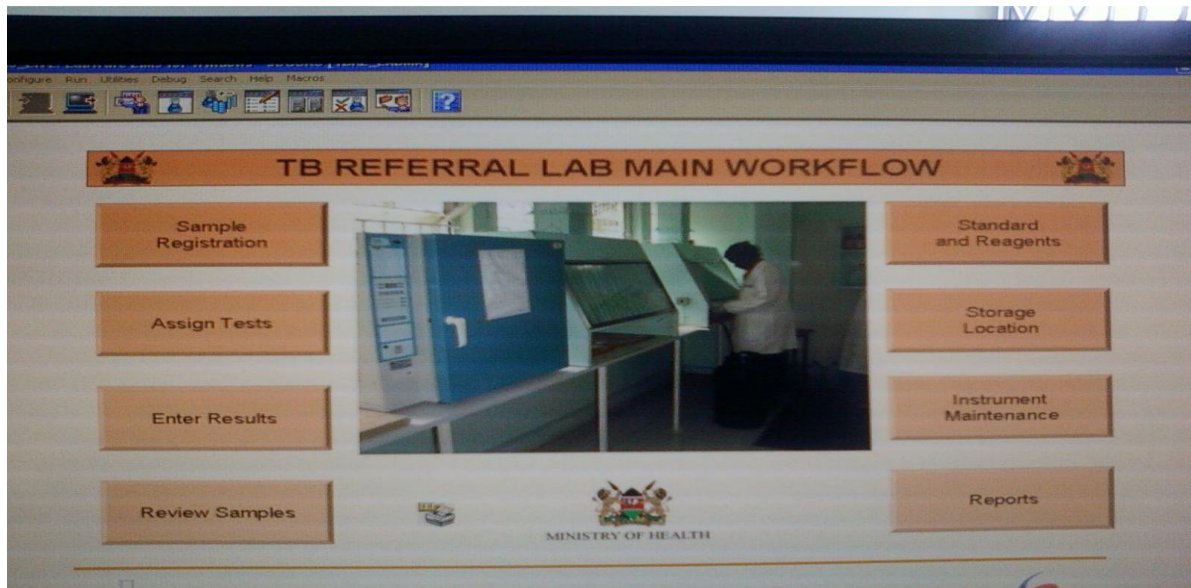 Run Utilities Debug Search Help Macros
TB REFERRAL LAB MAIN WORKFLOW
Sample
Registration
Assign Tests
Enter Results
Review Samples
Standard
and Reagents
Storage
Location
Instrument
Maintenance
Reports
MINISTRY OF HEALTH